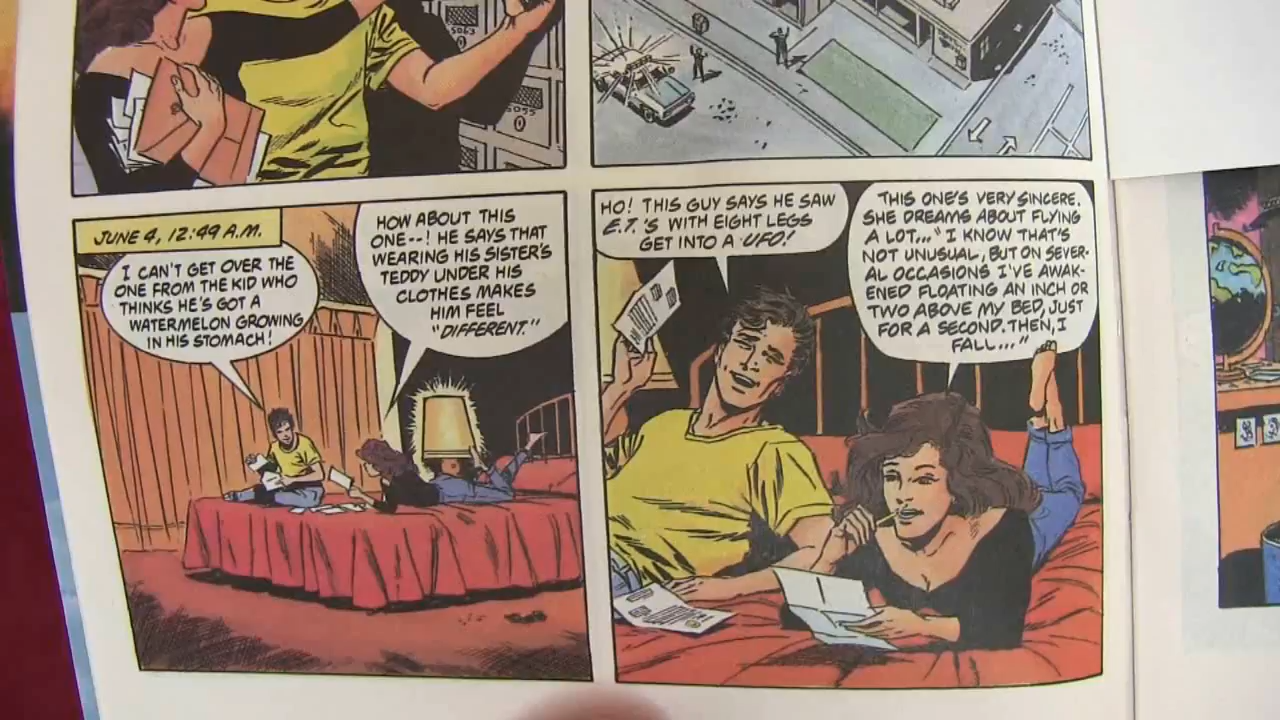 5063
5055
JUNE 4, 12:49 A.M.
I CAN'T GET OVER THE
ONE FROM THE KID WHO
THINKS HE'S GOT A
WATERMELON GROWING
IN HIS STOMACH!
HOW ABOUT THIS
ONE--! HE SAYS THAT
WEARING HIS SISTER'S
TEDDY UNDER HIS
CLOTHES MAKES
HIM FEEL
"DIFFERENT."
HO! THIS GUY SAYS HE SAW
E.T.'S WITH EIGHT LEGS
GET INTO A UFO!
THIS ONE'S VERY SINCERE.
SHE DREAMS ABOUT FLYING
A LOT... "I KNOW THAT'S
NOT UNUSUAL, BUT ON SEVER-
AL OCCASIONS I'VE AWAK-
ENED FLOATING AN INCH OR
TWO ABOVE MY BED, JUST
FOR A SECOND. THEN, I
FALL..."